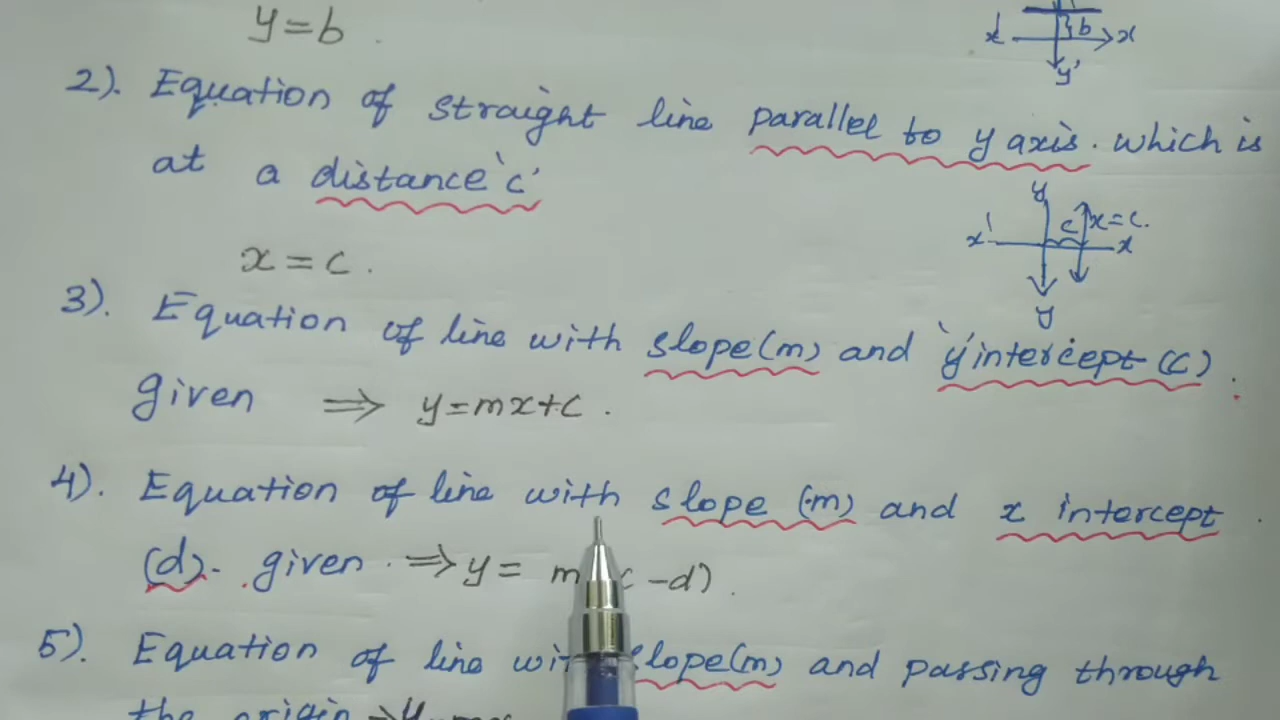 y = b .
x' b x
y'
2). Equation of straight line parallel to y axis. which is
at a distance 'c'
y
x' c x=c. x
y
x = c .
3). Equation of line with slope(m) and 'y' intercept (c) .
given ⇒ y=mx+c .
4). Equation of line with slope (m) and x intercept
(d). given ⇒ y = m -d) .
5). Equation of line slope(m) and passing through
the origin ⇒